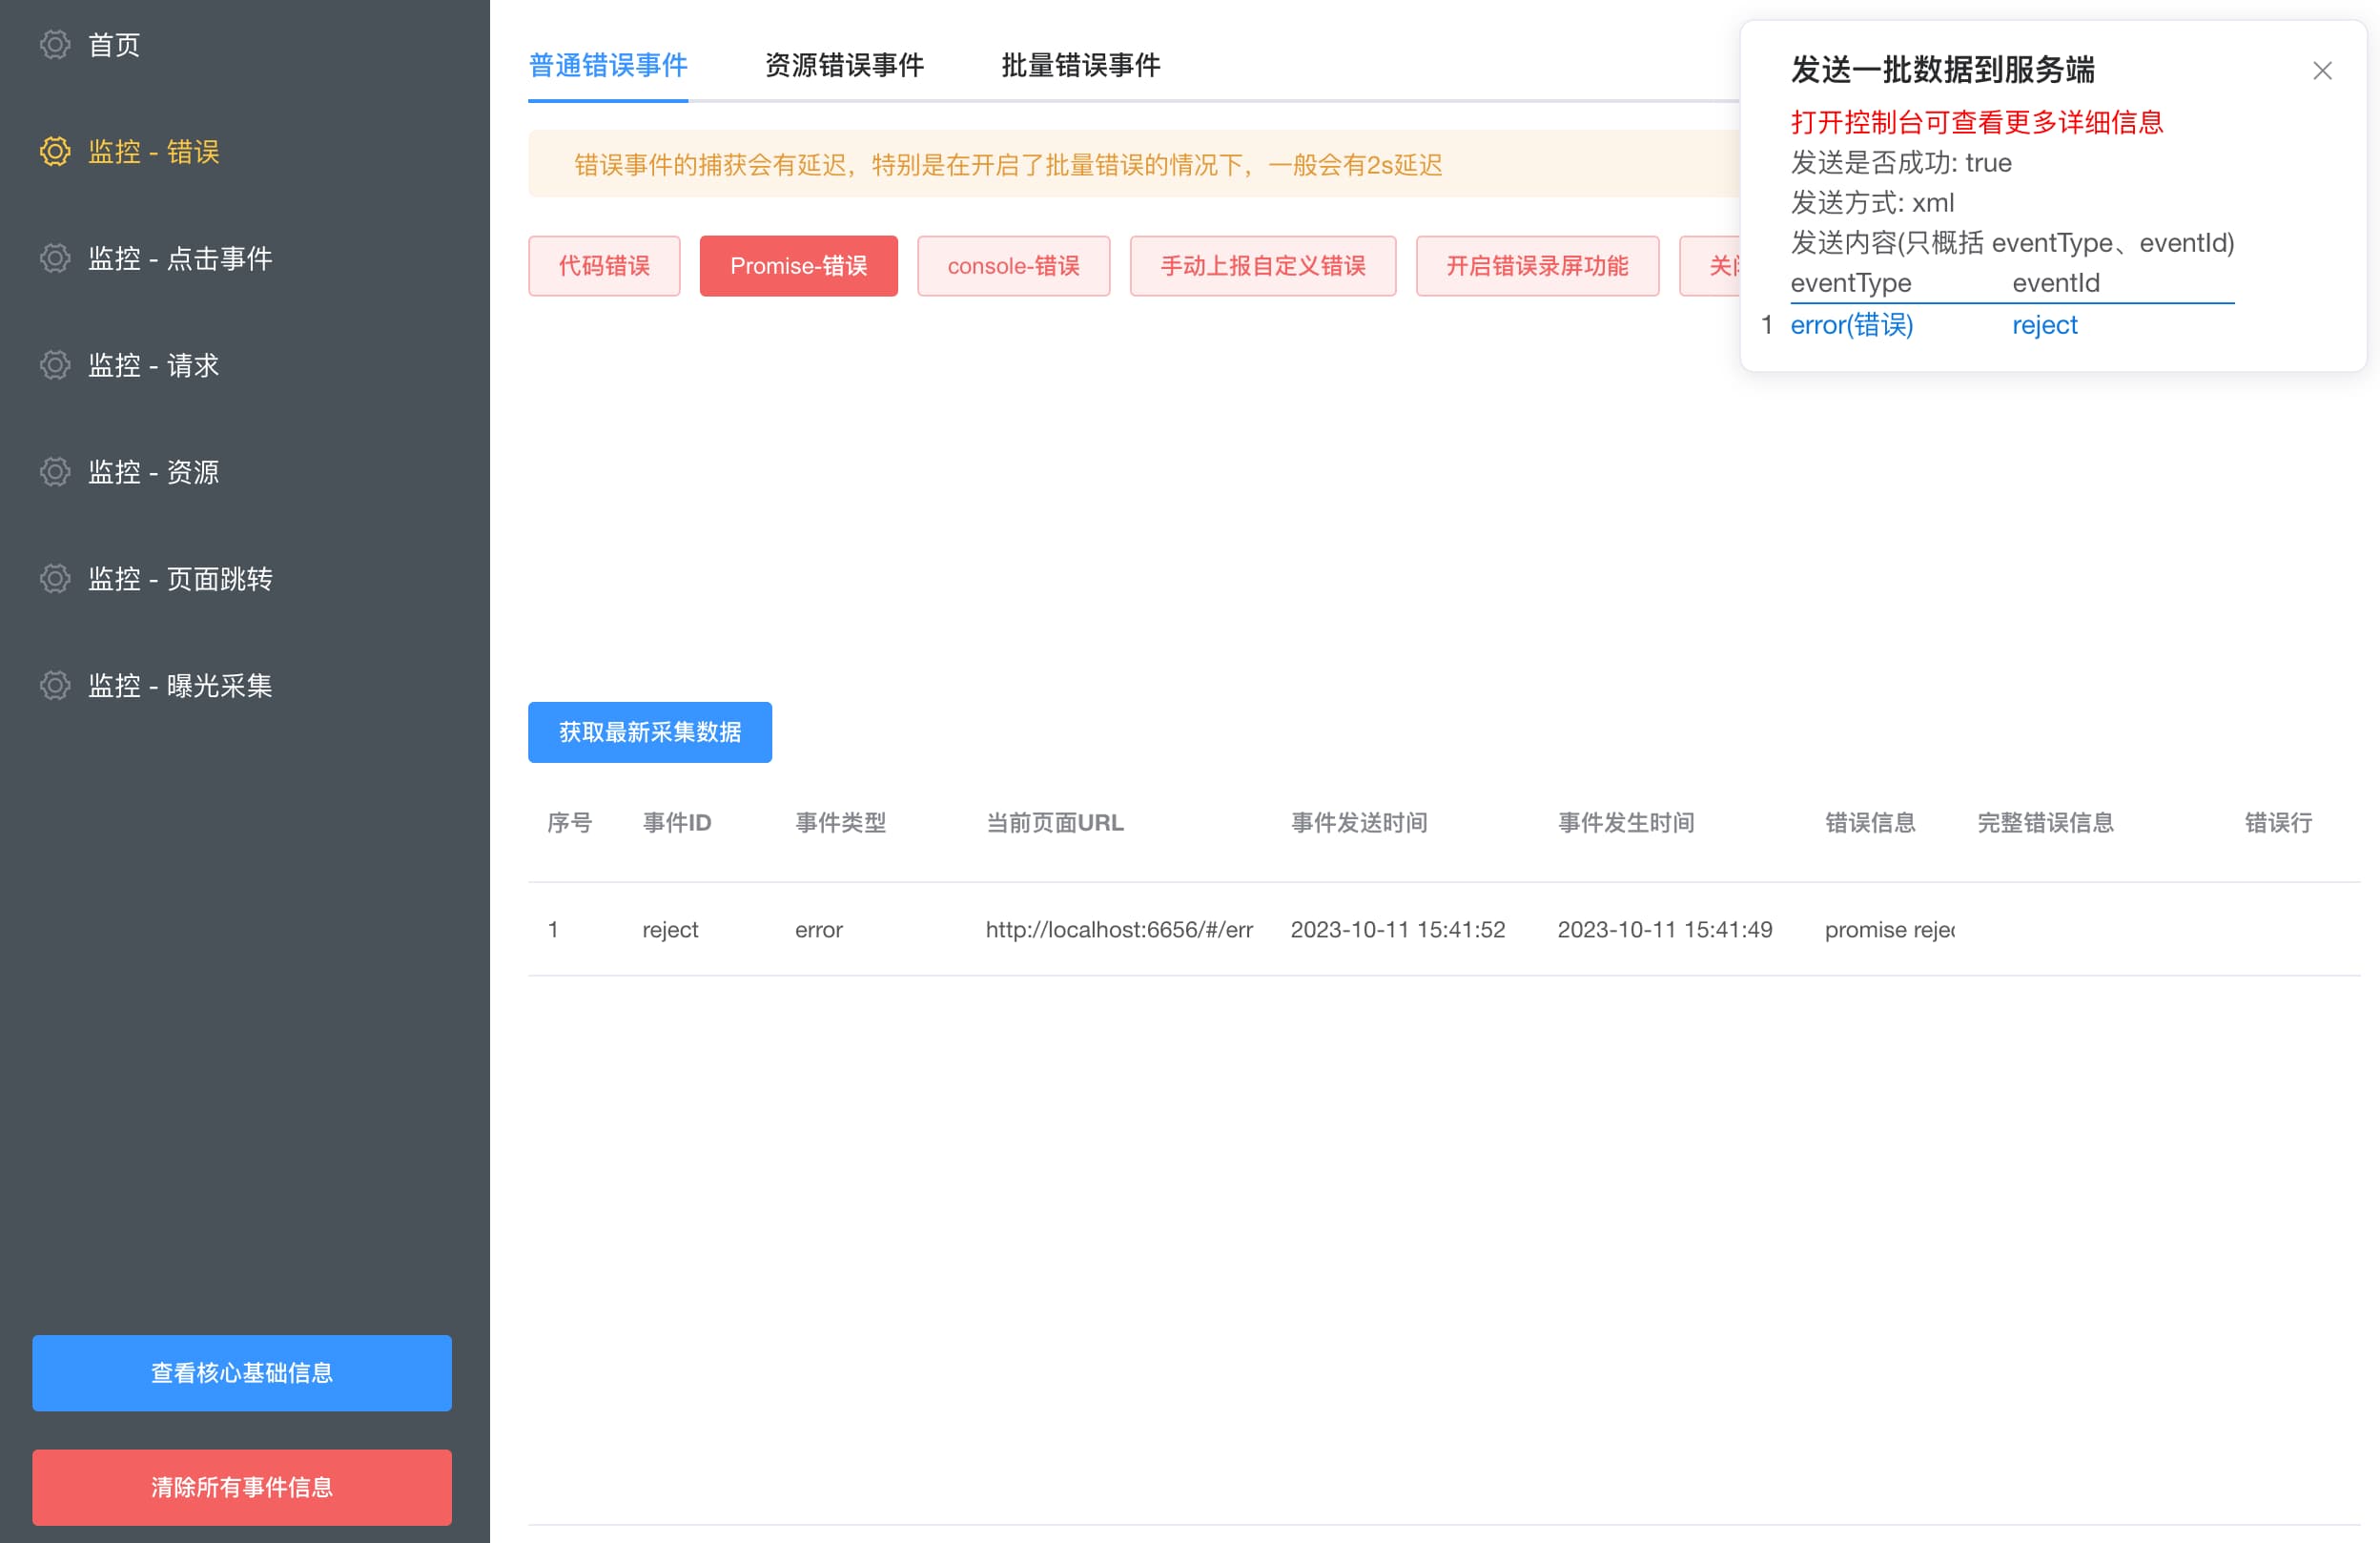 首页
监控 - 错误
监控 - 点击事件
监控 - 请求
监控 - 资源
监控 - 页面跳转
监控 - 曝光采集
查看核心基础信息
清除所有事件信息
普通错误事件 资源错误事件 批量错误事件
错误事件的捕获会有延迟，特别是在开启了批量错误的情况下，一般会有2s延迟
代码错误 Promise-错误 console-错误 手动上报自定义错误 开启错误录屏功能 关
发送一批数据到服务端
打开控制台可查看更多详细信息
发送是否成功: true
发送方式: xml
发送内容(只概括 eventType、eventId)
eventType eventId
1 error(错误) reject
获取最新采集数据
序号 事件ID 事件类型 当前页面URL 事件发送时间 事件发生时间 错误信息 完整错误信息 错误行
1 reject error http://localhost:6656/#/err 2023-10-11 15:41:52 2023-10-11 15:41:49 promise rejec